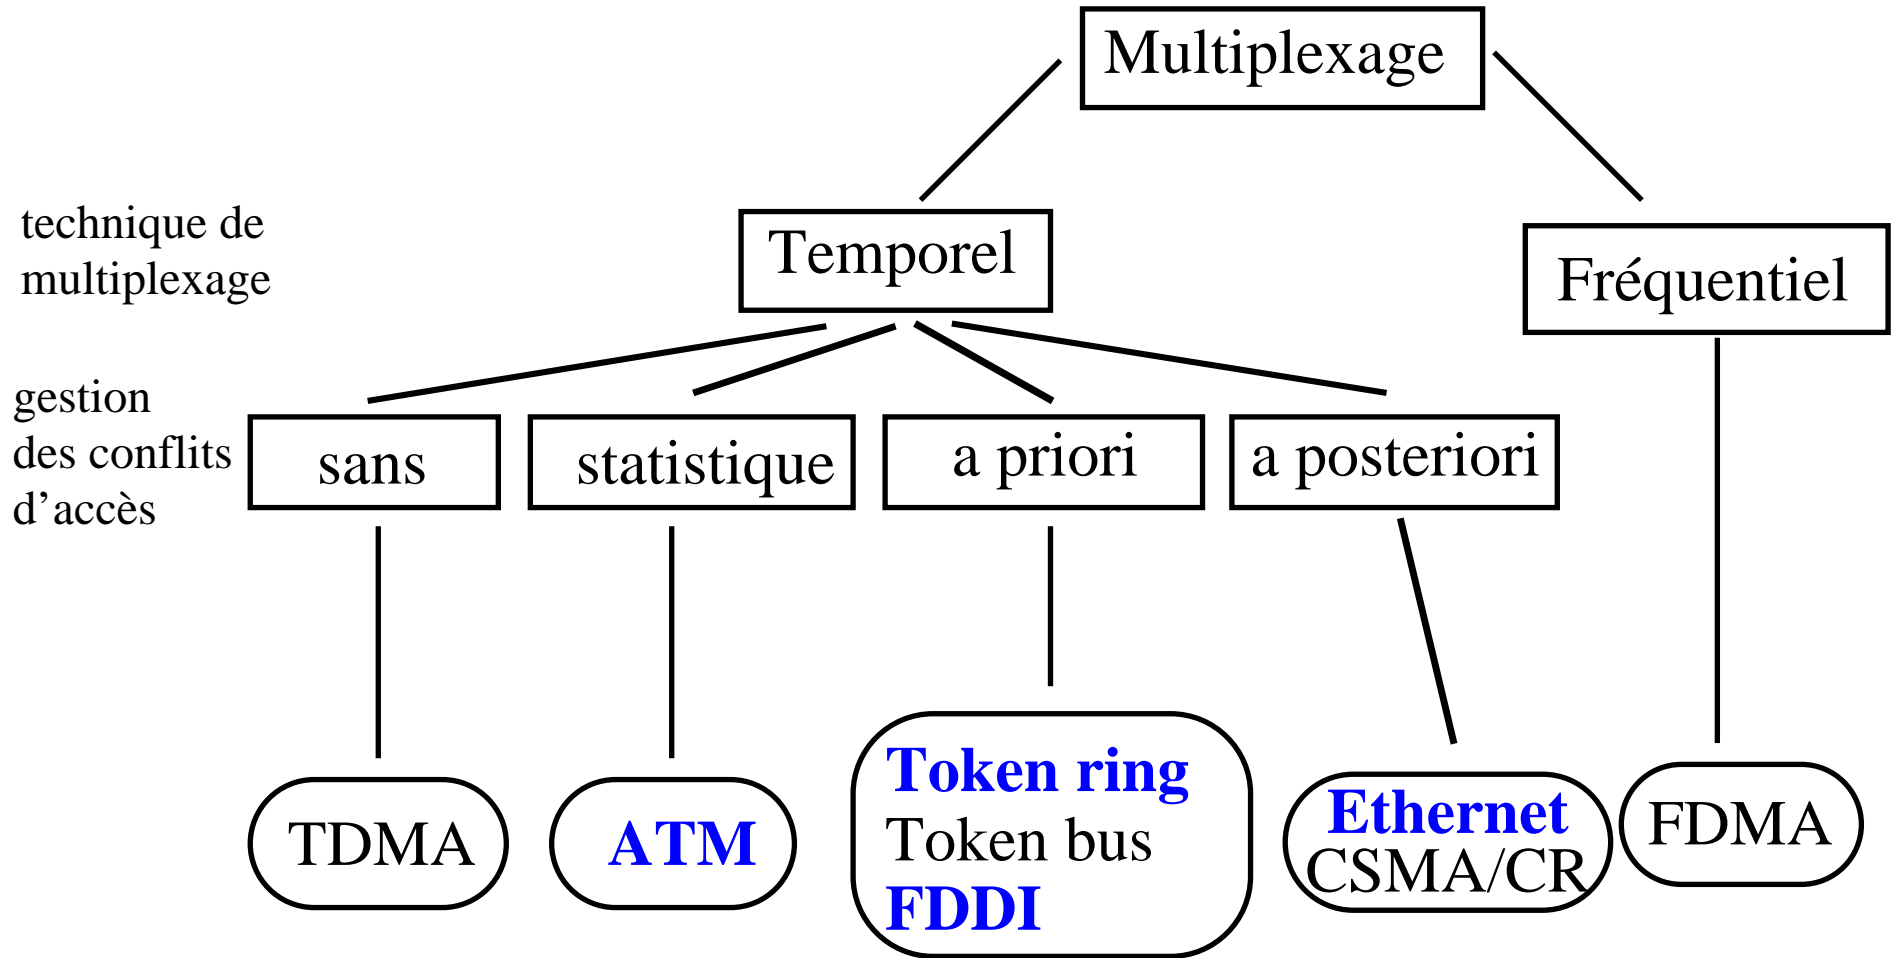 Multiplexage
technique de
multiplexage
Temporel
Fréquentiel
gestion
des conflits
d’accès
sans
statistique
a priori
a posteriori
TDMA
ATM
Token ring
Token bus
FDDI
Ethernet
CSMA/CR
FDMA